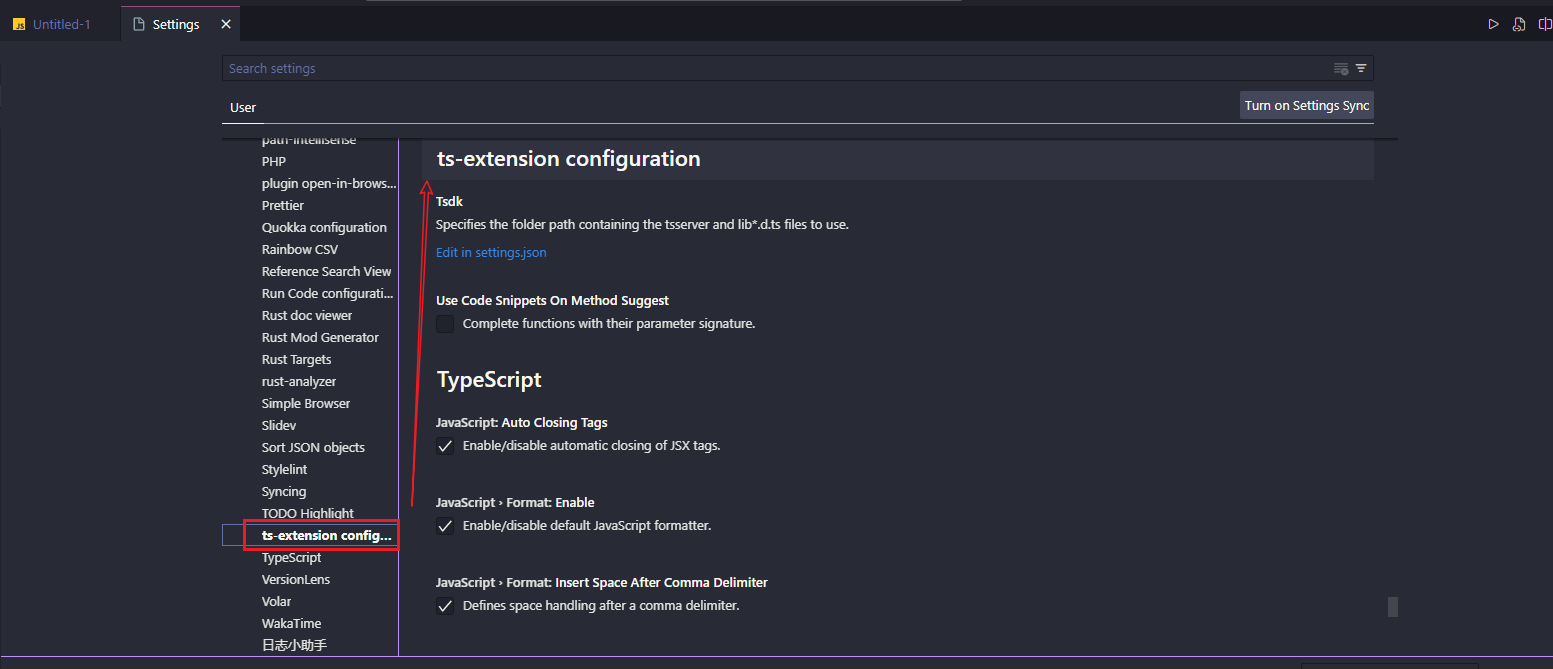 JS Untitled-1
Settings
Search settings
User
Turn on Settings Sync
path-intellisense
PHP
plugin open-in-brows...
Prettier
Quokka configuration
Rainbow CSV
Reference Search View
Run Code configurati...
Rust doc viewer
Rust Mod Generator
Rust Targets
rust-analyzer
Simple Browser
Slidev
Sort JSON objects
Stylelint
Syncing
TODO Highlight
ts-extension config...
TypeScript
VersionLens
Volar
WakaTime
日志小助手
ts-extension configuration
Tsdk
Specifies the folder path containing the tsserver and lib*.d.ts files to use.
Edit in settings.json
Use Code Snippets On Method Suggest
Complete functions with their parameter signature.
TypeScript
JavaScript: Auto Closing Tags
Enable/disable automatic closing of JSX tags.
JavaScript › Format: Enable
Enable/disable default JavaScript formatter.
JavaScript › Format: Insert Space After Comma Delimiter
Defines space handling after a comma delimiter.